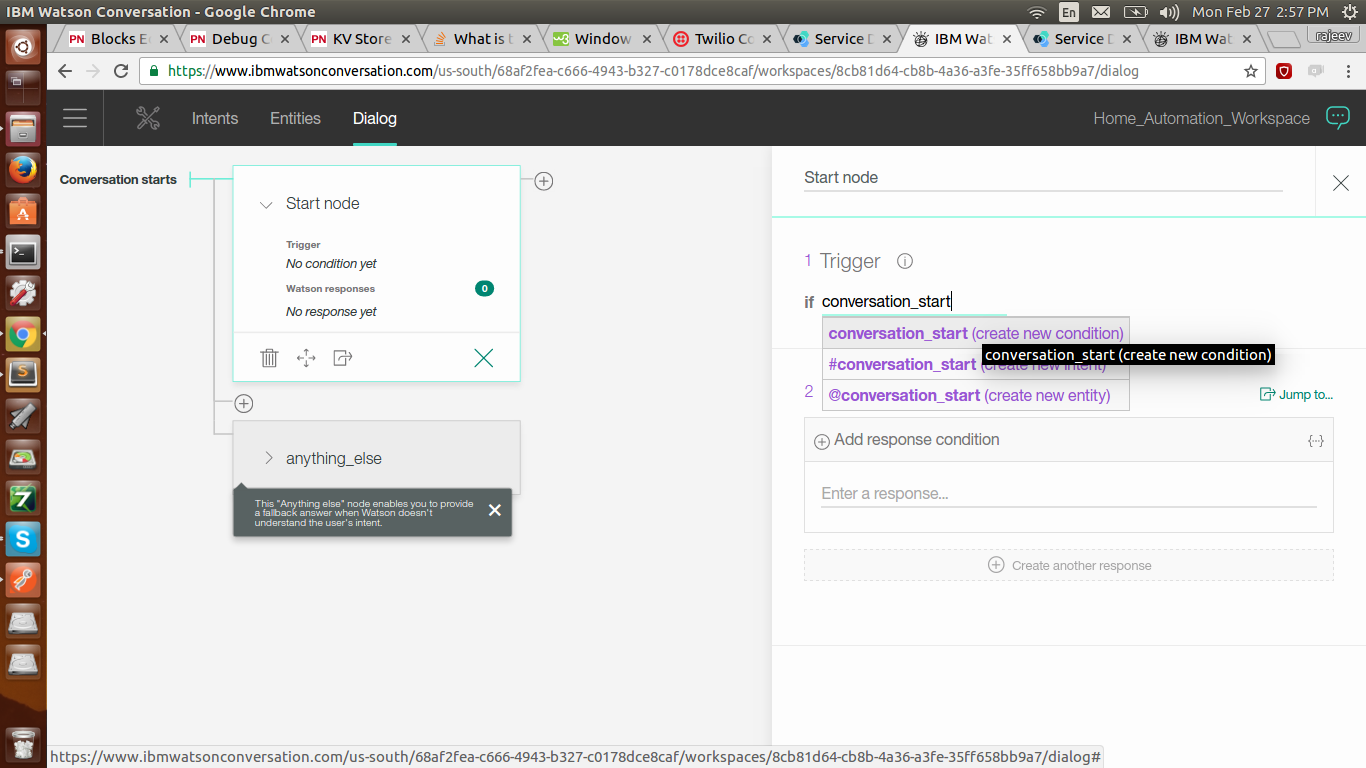 IBM Watson Conversation - Google Chrome
En
Mon Feb 27 2:57 PM
Blocks E
Debug C
KV Store
What is t
Window
Twilio Co
Service D
IBM Wat
Service D
IBM Wat
rajeev
https://www.ibmwatsonconversation.com/us-south/68af2fea-c666-4943-b327-c0178dce8caf/workspaces/8cb81d64-cb8b-4a36-a3fe-35ff658bb9a7/dialog
Intents
Entities
Dialog
Home_Automation_Workspace
Conversation starts
Start node
Trigger
No condition yet
Watson responses
0
No response yet
anything_else
This "Anything else" node enables you to provide
a fallback answer when Watson doesn't
understand the user's intent.
Start node
1 Trigger
if conversation_start
conversation_start (create new condition)
conversation_start (create new condition)
#conversation_start (create new intent)
@conversation_start (create new entity)
2
Jump to...
Add response condition
{...}
Enter a response...
Create another response
https://www.ibmwatsonconversation.com/us-south/68af2fea-c666-4943-b327-c0178dce8caf/workspaces/8cb81d64-cb8b-4a36-a3fe-35ff658bb9a7/dialog#